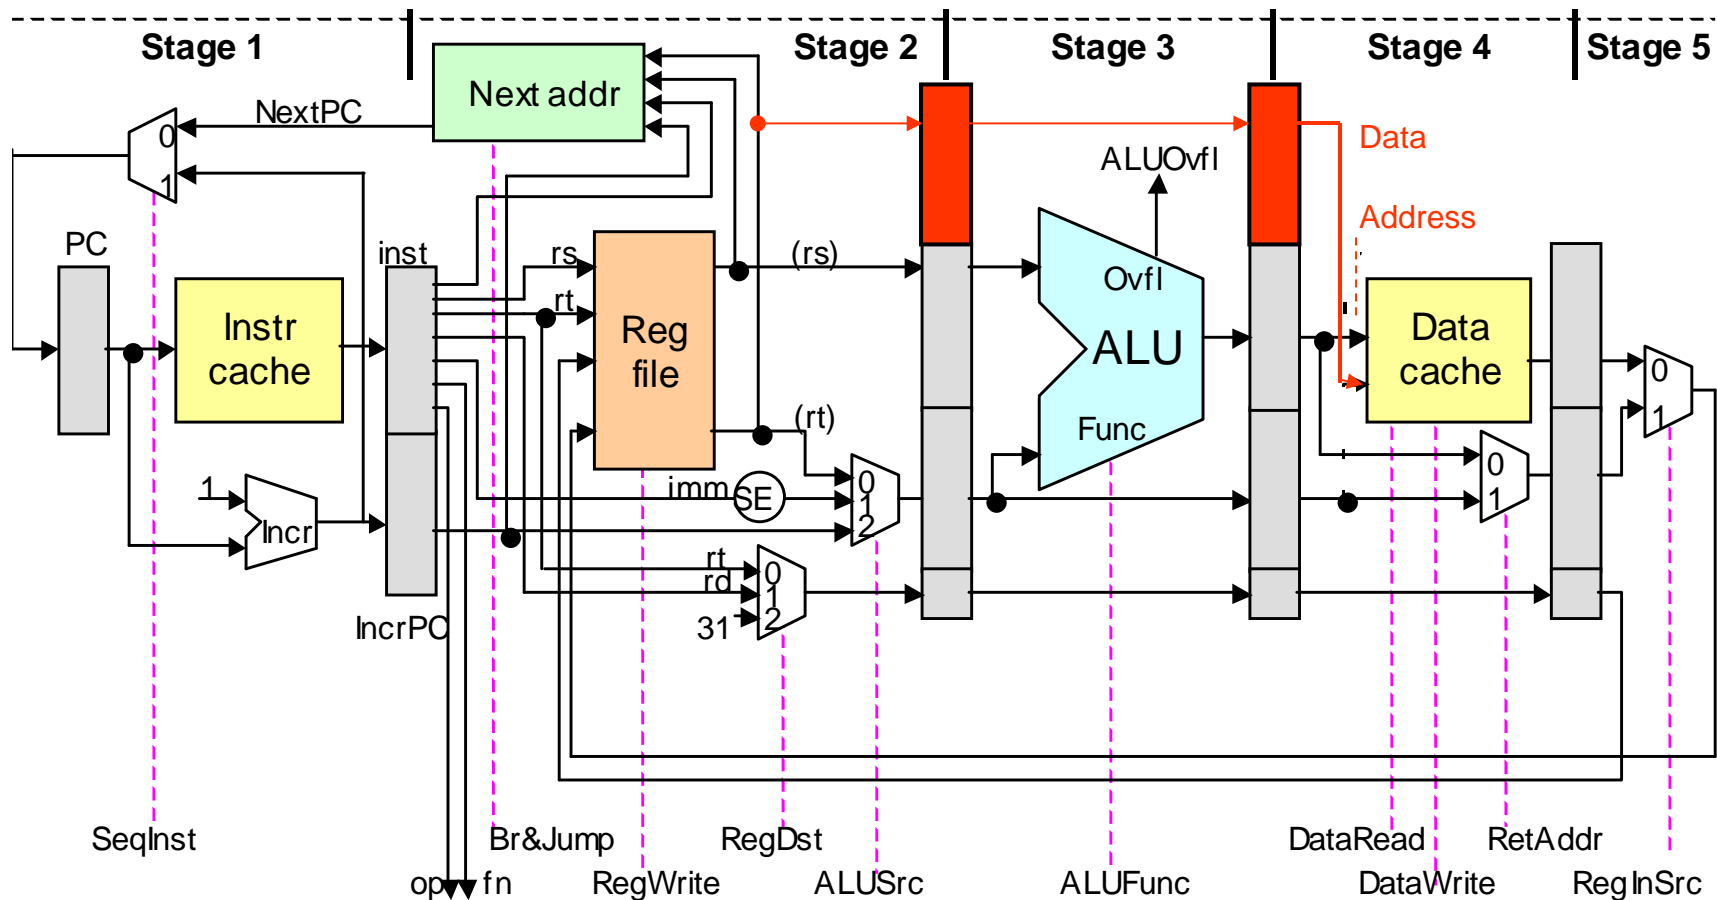 Stage 1
Stage 2
Stage 3
Stage 4
Stage 5
Next addr
NextPC
0
1
Data
ALUOvfl
Address
PC
inst
rs
(rs)
Ovfl
rt
Instr
cache
Reg
file
ALU
Data
cache
0
1
(rt)
Func
imm
SE
0
1
2
0
1
1
Incr
rt
rd
31
0
1
2
IncrPC
SeqInst
Br&Jump
RegDst
DataRead
RetAddr
op
fn
RegWrite
ALUSrc
ALUFunc
DataWrite
RegInSrc